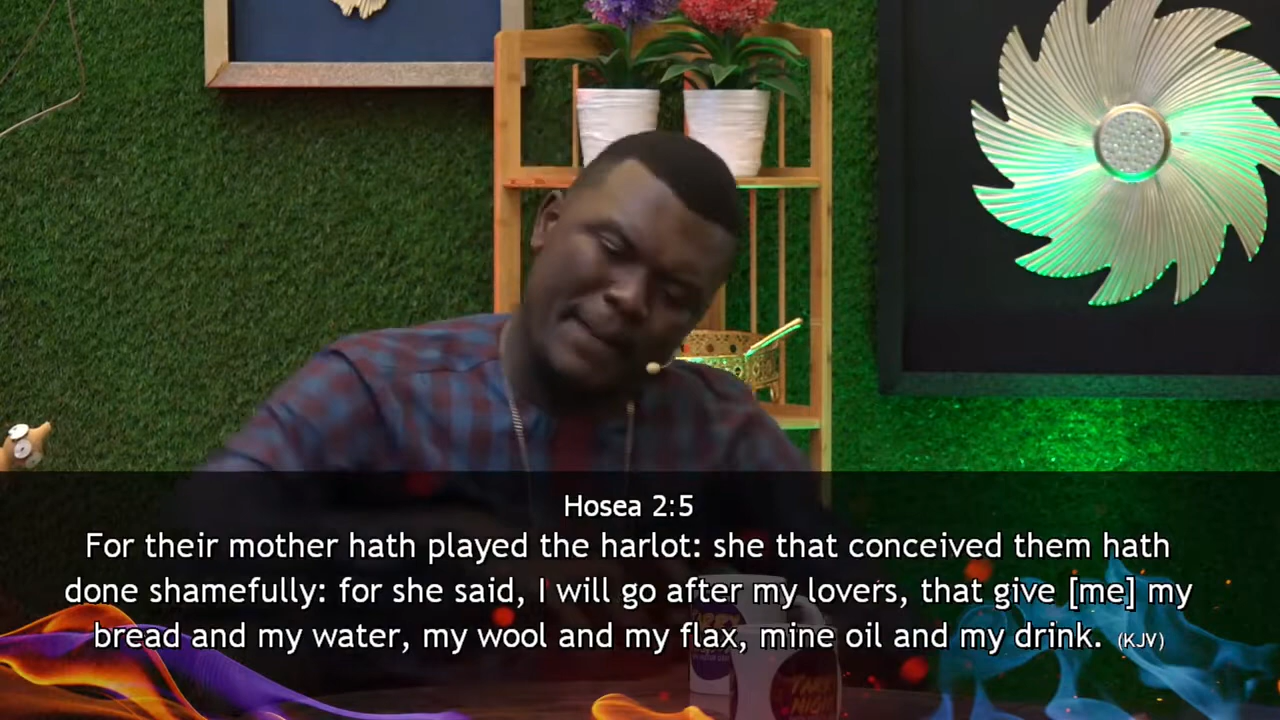 Hosea 2:5
For their mother hath played the harlot: she that conceived them hath
done shamefully: for she said, I will go after my lovers, that give [me] my
bread and my water, my wool and my flax, mine oil and my drink. (KJV)